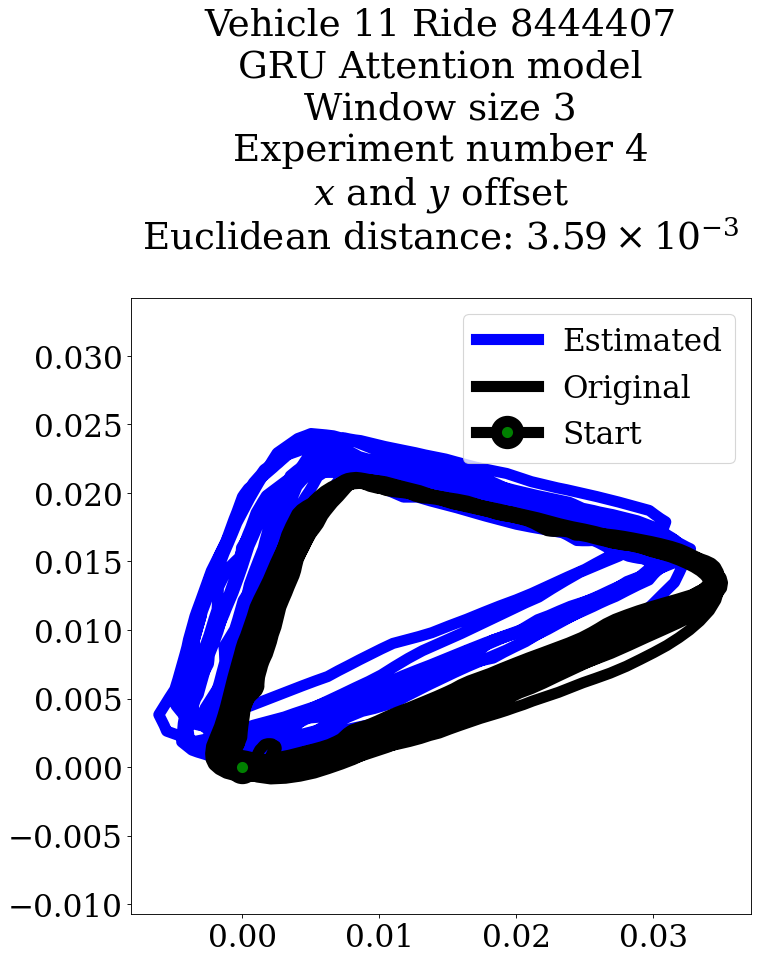 Vehicle 11 Ride 8444407
GRU Attention model
Window size 3
Experiment number 4
x and y offset
Euclidean distance: 3.59 × 10⁻³
Estimated
Original
Start
0.030
0.025
0.020
0.015
0.010
0.005
0.000
−0.005
−0.010
0.00 0.01 0.02 0.03